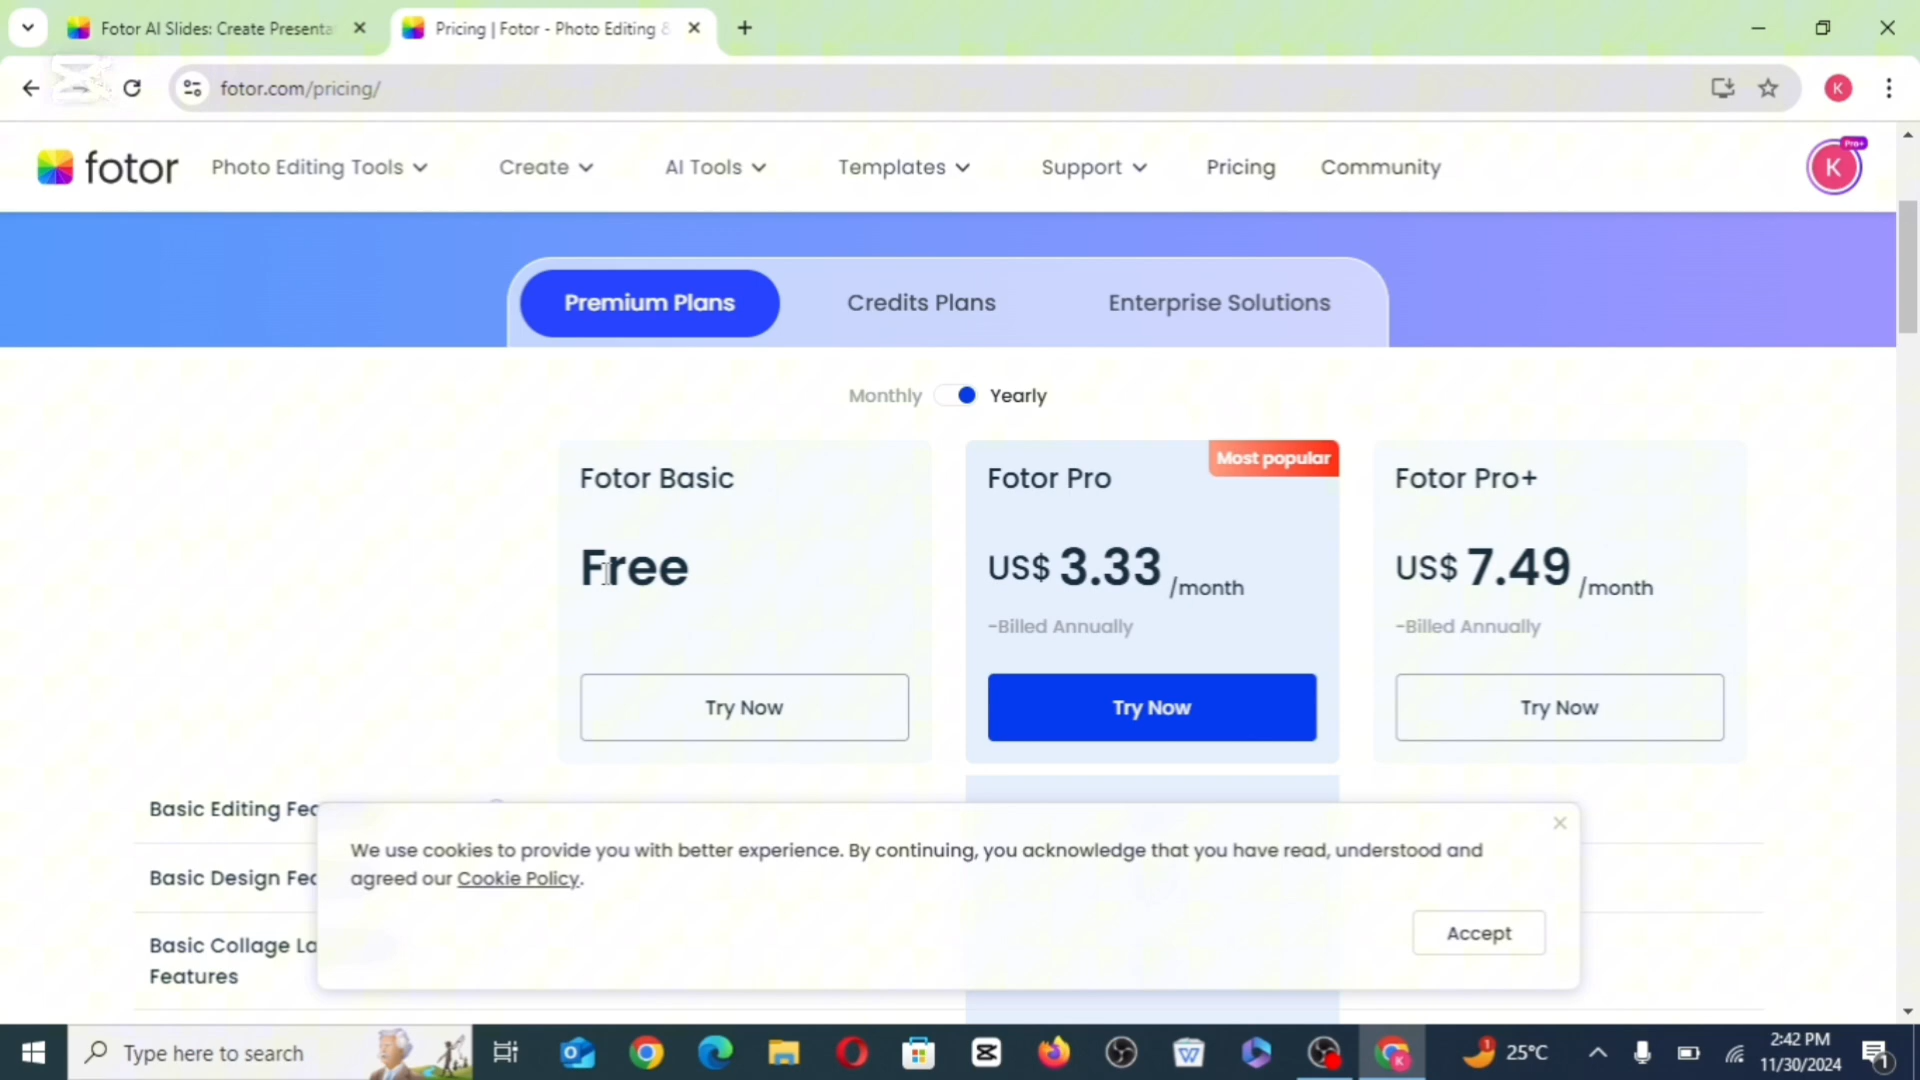 Fotor AI Slides: Create Presenta
Pricing | Fotor - Photo Editing &
fotor.com/pricing/
K
fotor
Photo Editing Tools
Create
AI Tools
Templates
Support
Pricing
Community
Pro+
K
Premium Plans
Credits Plans
Enterprise Solutions
Monthly
Yearly
Fotor Basic
Free
Try Now
Most popular
Fotor Pro
US$ 3.33 /month
-Billed Annually
Try Now
Fotor Pro+
US$ 7.49 /month
-Billed Annually
Try Now
Basic Editing Fea
Basic Design Fea
Basic Collage La
Features
We use cookies to provide you with better experience. By continuing, you acknowledge that you have read, understood and
agreed our Cookie Policy.
Accept
Type here to search
1
25°C
2:42 PM
11/30/2024
1